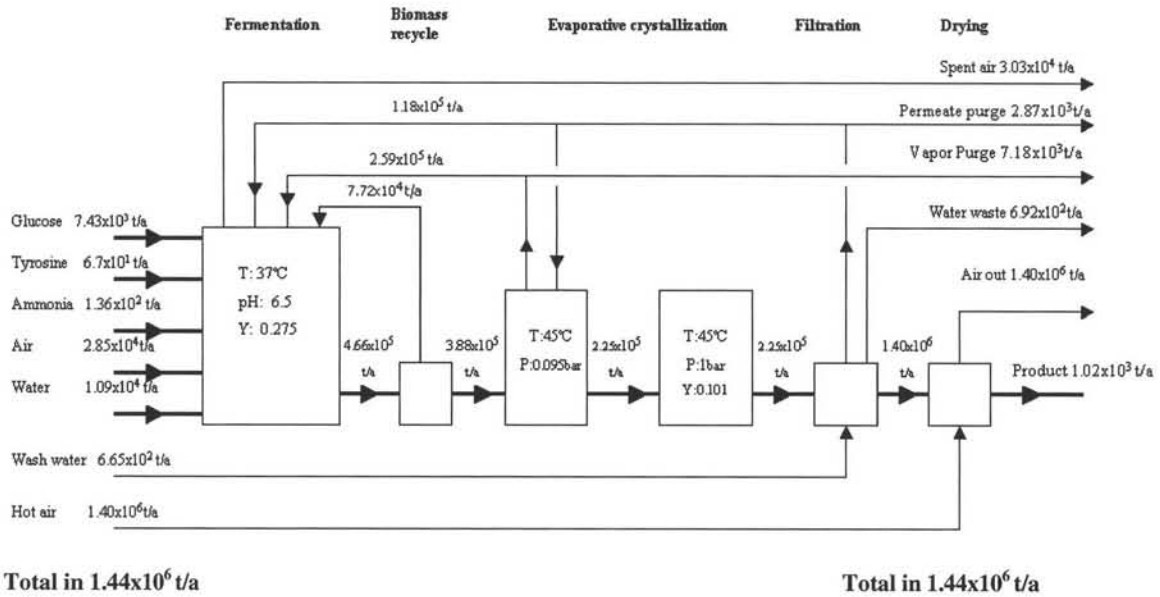 Fermentation
Biomass
recycle
Evaporative crystallization
Filtration
Drying
Spent air 3.03x10⁴ t/a
1.18x10⁵ t/a
Permeate purge 2.87x10³t/a
2.59x10⁵ t/a
Vapor Purge 7.18x10³t/a
7.72x10⁴ t/a
Glucose 7.43x10³ t/a
Water waste 6.92x10² t/a
Tyrosine 6.7x10¹ t/a
T: 37°C
pH: 6.5
Y: 0.275
Air out 1.40x10⁶ t/a
Ammonia 1.36x10² t/a
Air 2.85x10⁴ t/a
Water 1.09x10⁴ t/a
4.66x10⁵
t/a
3.88x10⁵
t/a
T:45°C
P:0.095bar
2.25x10⁵
t/a
T:45°C
P:1bar
Y:0.101
2.25x10⁵
t/a
1.40x10⁶
t/a
Product 1.02x10³ t/a
Wash water 6.65x10² t/a
Hot air 1.40x10⁶t/a
Total in 1.44x10⁶ t/a
Total in 1.44x10⁶ t/a